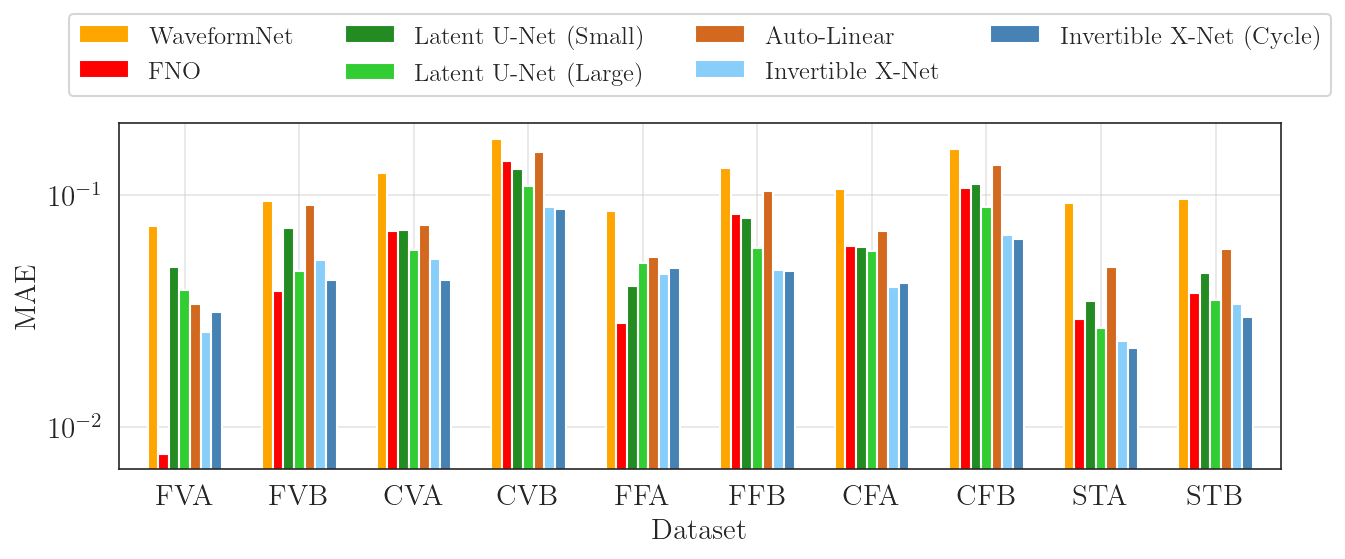 WaveformNet Latent U-Net (Small) Auto-Linear Invertible X-Net (Cycle)
FNO Latent U-Net (Large) Invertible X-Net
10⁻¹
10⁻²
MAE
FVA FVB CVA CVB FFA FFB CFA CFB STA STB
Dataset